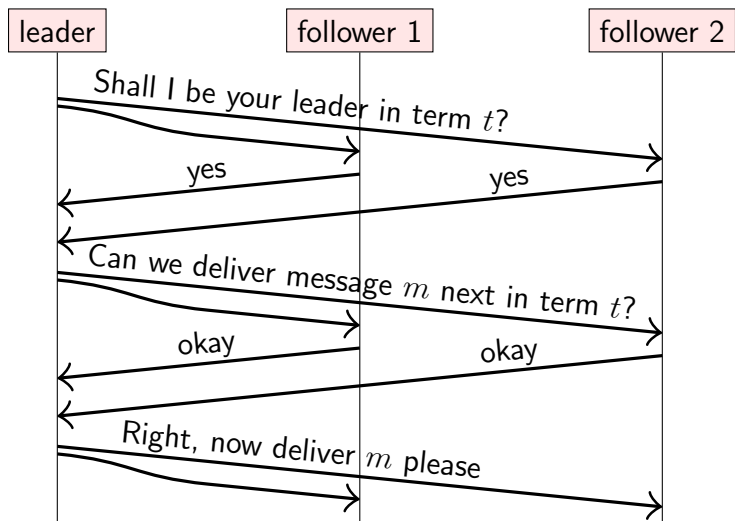 leader
follower 1
follower 2
Shall I be your leader in term t?
yes
yes
Can we deliver message m next in term t?
okay
okay
Right, now deliver m please